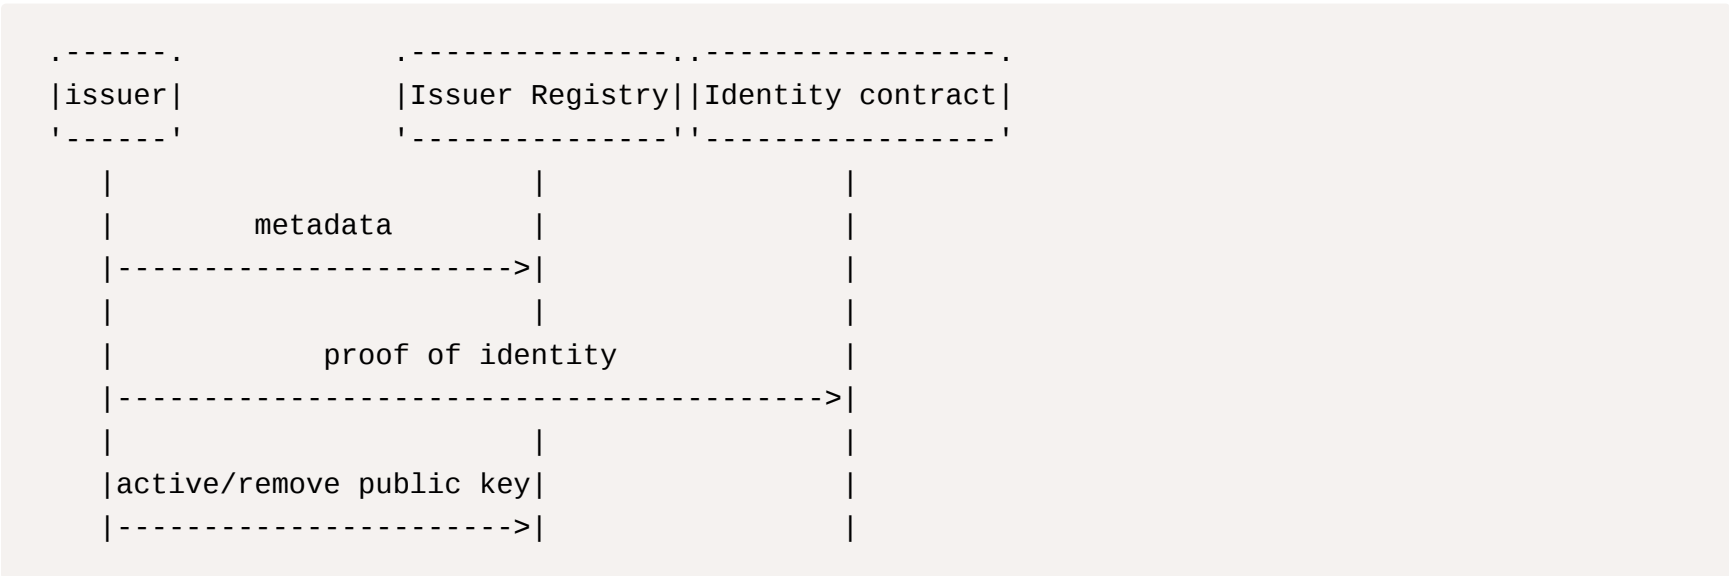 issuer Issuer Registry Identity contract
metadata
proof of identity
active/remove public key